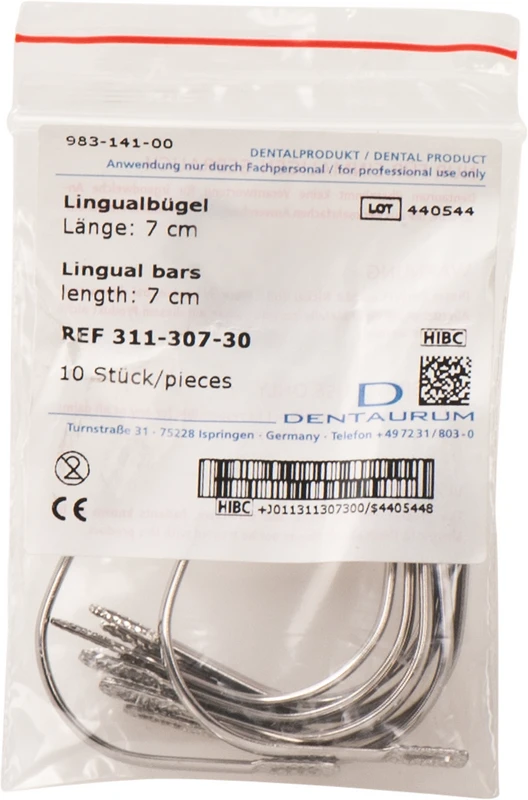 983-141-00
DENTALPRODUKT / DENTAL PRODUCT
Anwendung nur durch Fachpersonal / for professional use only
Lingualbügel
LOT 440544
Länge: 7 cm
Lingual bars
length: 7 cm
REF 311-307-30
HIBC
10 Stück/pieces
D
DENTAURUM
Turnstraße 31 · 75228 Ispringen · Germany · Telefon +497231/803-0
2
CE
HIBC +J011311307300/$4405448